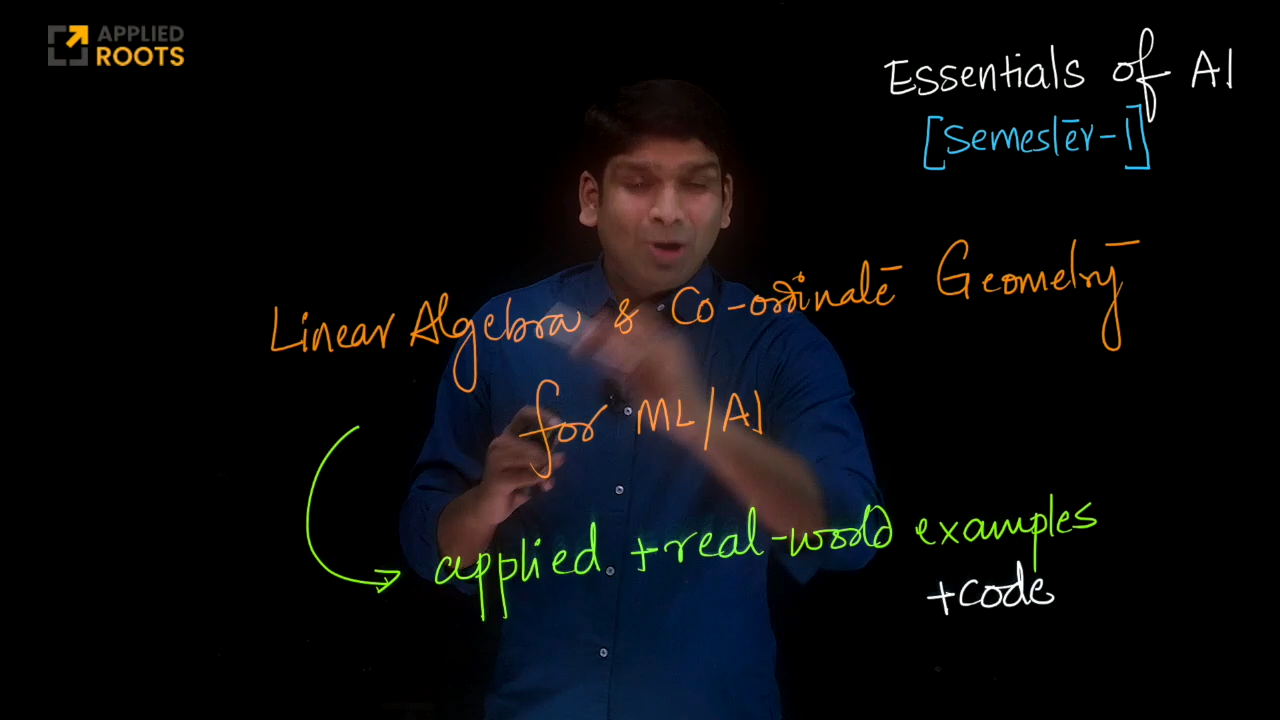 APPLIED
ROOTS
Essentials of AI
[Semester-1]
Linear Algebra & Co-ordinate Geometry
for ML/AI
applied + real-world examples
+code